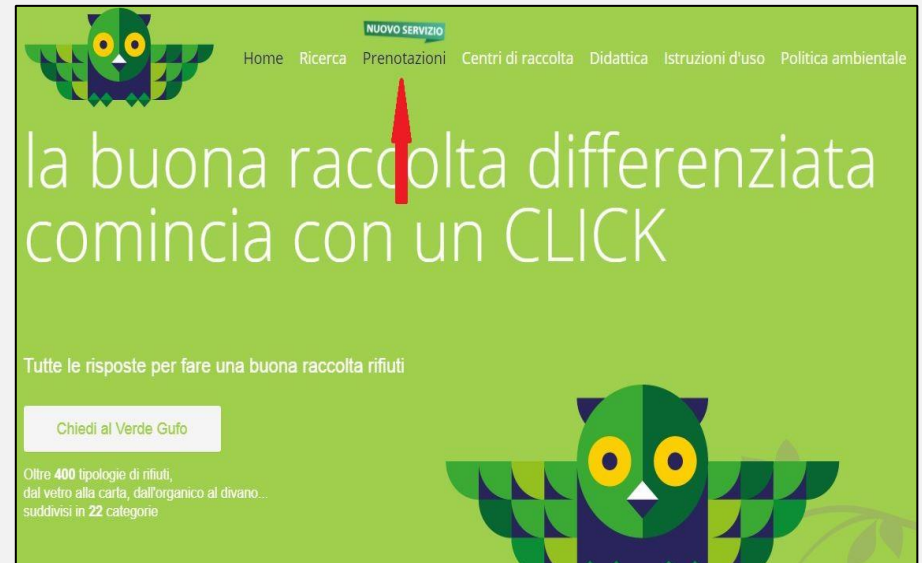 NUOVO SERVIZIO
Home Ricerca Prenotazioni Centri di raccolta Didattica Istruzioni d'uso Politica ambientale
la buona raccolta differenziata
comincia con un CLICK
Tutte le risposte per fare una buona raccolta rifiuti
Chiedi al Verde Gufo
Oltre 400 tipologie di rifiuti,
dal vetro alla carta, dall'organico al divano...
suddivisi in 22 categorie